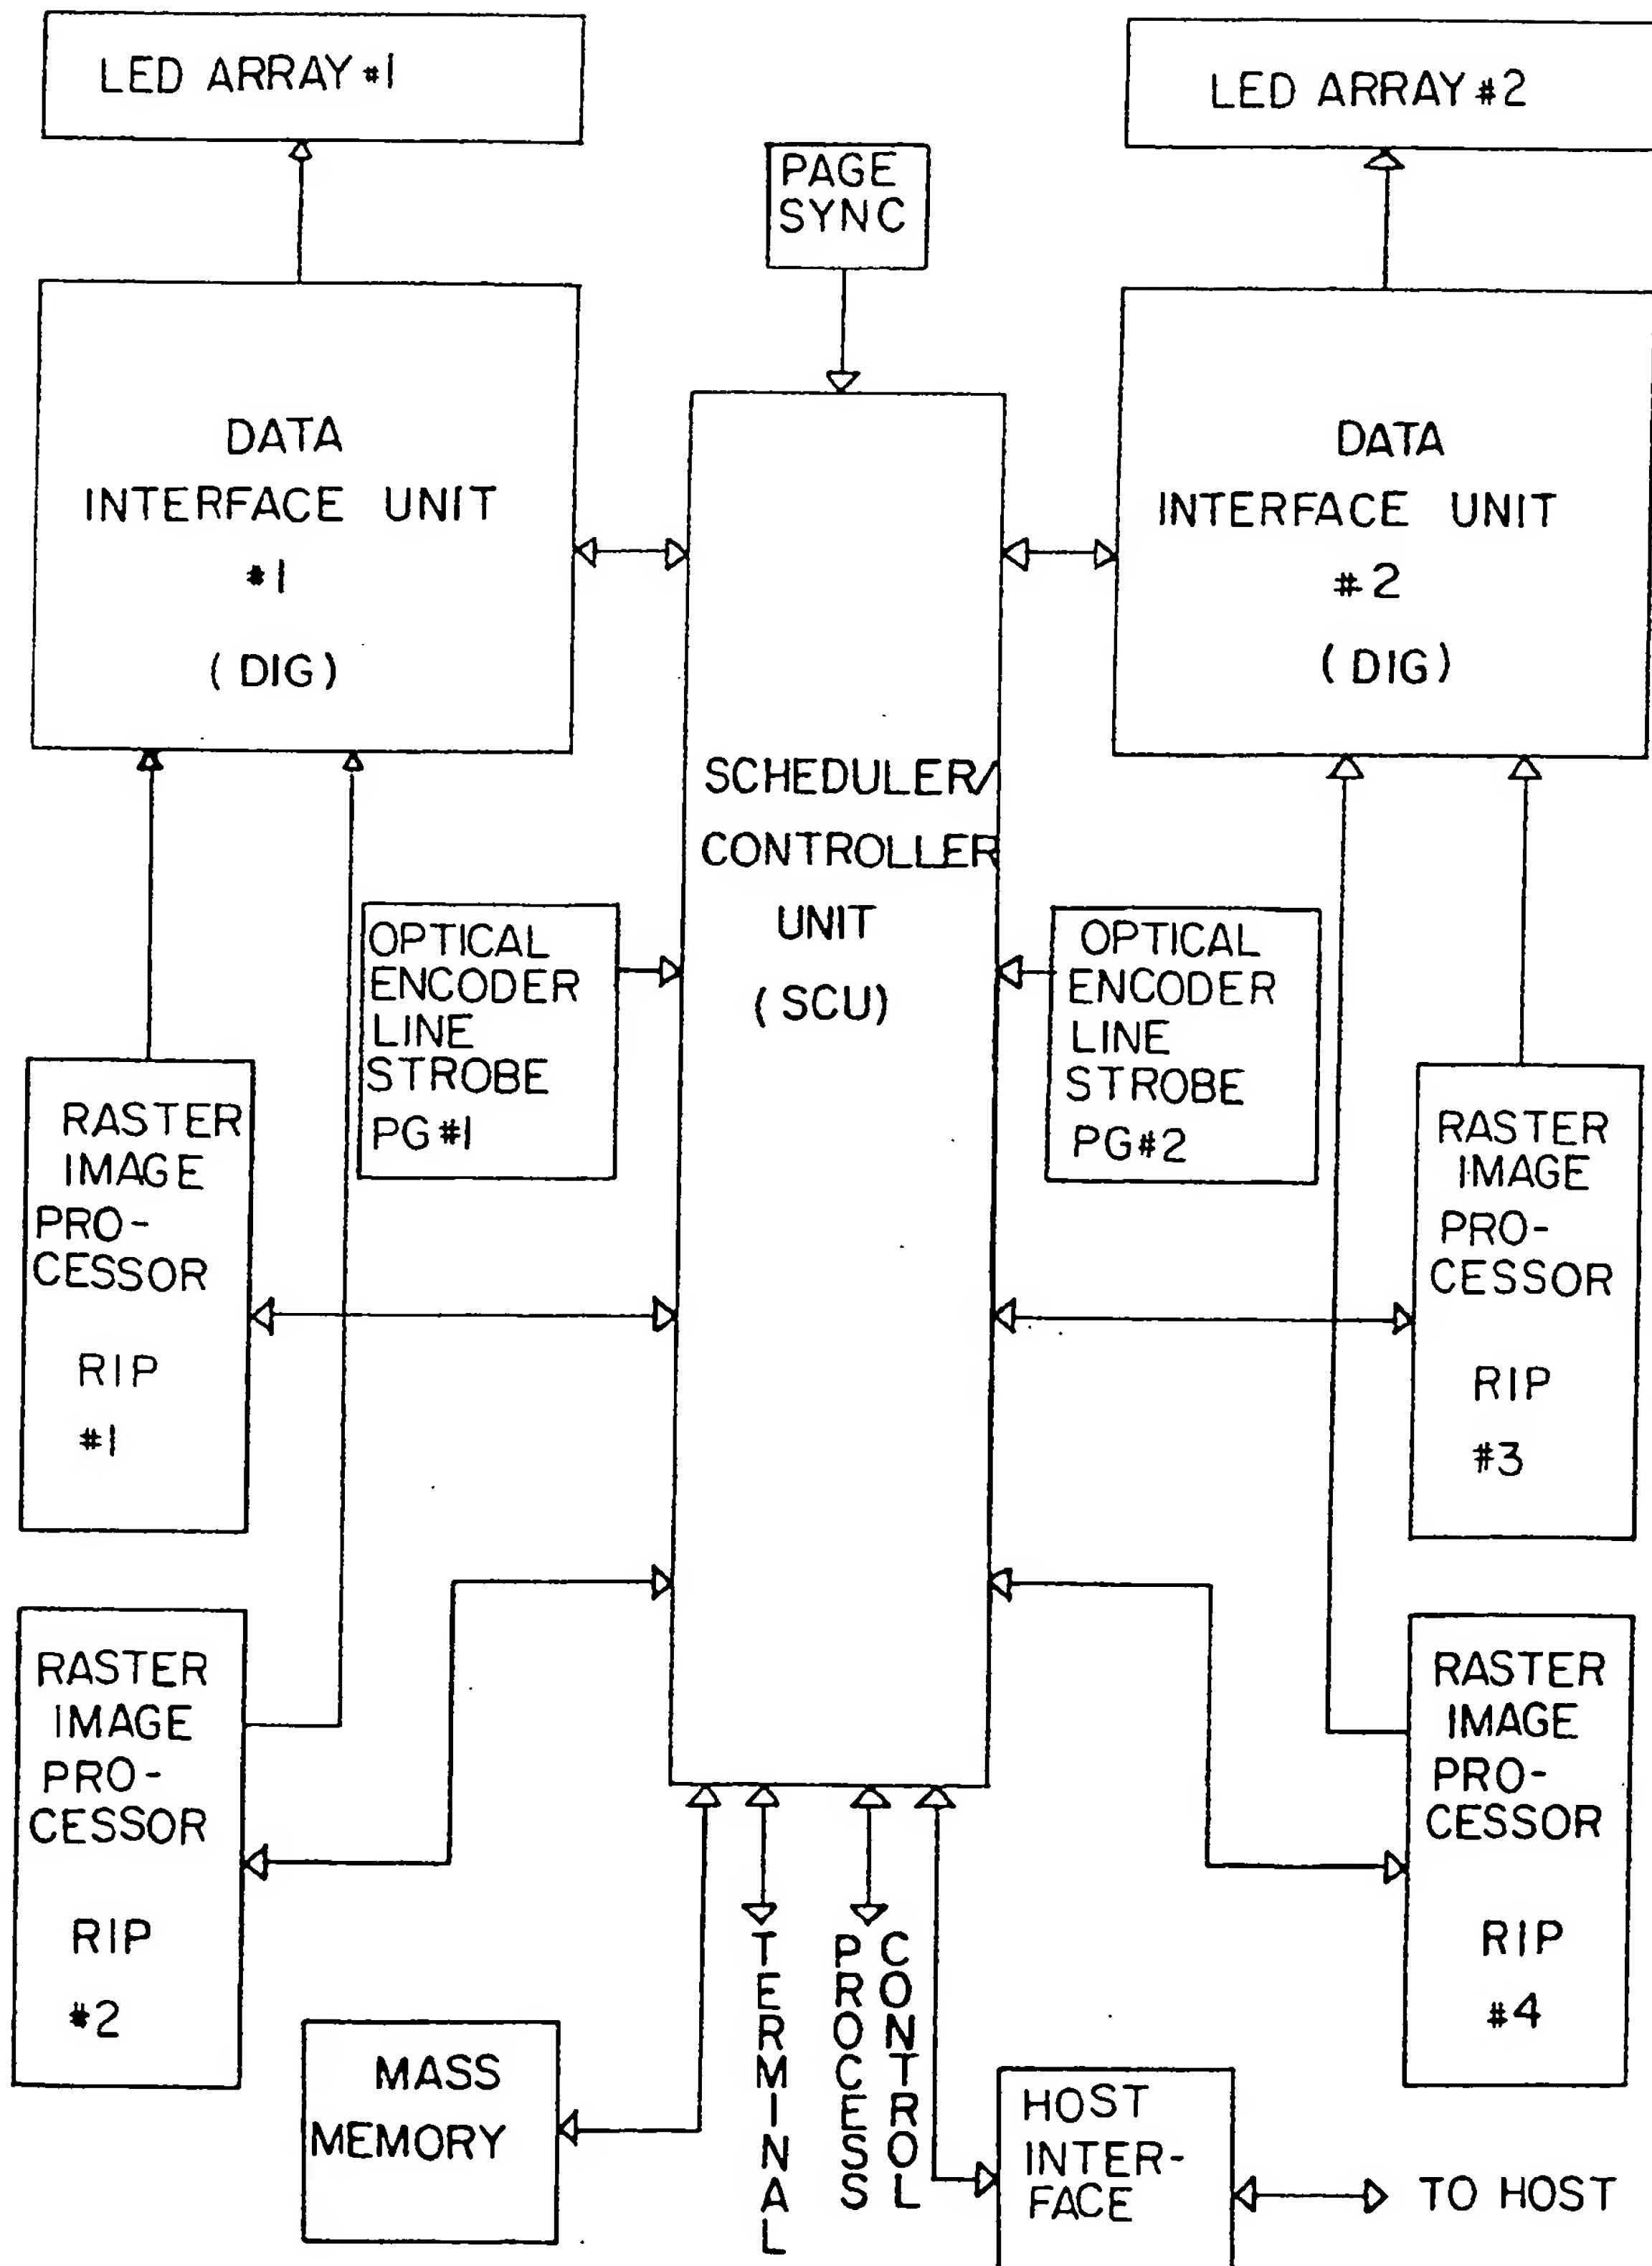 LED ARRAY #1
LED ARRAY #2
PAGE
SYNC
DATA
INTERFACE UNIT
#1
(DIG)
DATA
INTERFACE UNIT
#2
(DIG)
SCHEDULER/
CONTROLLER
UNIT
(SCU)
OPTICAL
ENCODER
LINE
STROBE
PG#1
OPTICAL
ENCODER
LINE
STROBE
PG#2
RASTER
IMAGE
PRO-
CESSOR
RIP
#1
RASTER
IMAGE
PRO-
CESSOR
RIP
#3
RASTER
IMAGE
PRO-
CESSOR
RIP
#2
RASTER
IMAGE
PRO-
CESSOR
RIP
#4
MASS
MEMORY
TERMINAL
PROCESS
CONTROL
HOST
INTER-
FACE
TO HOST